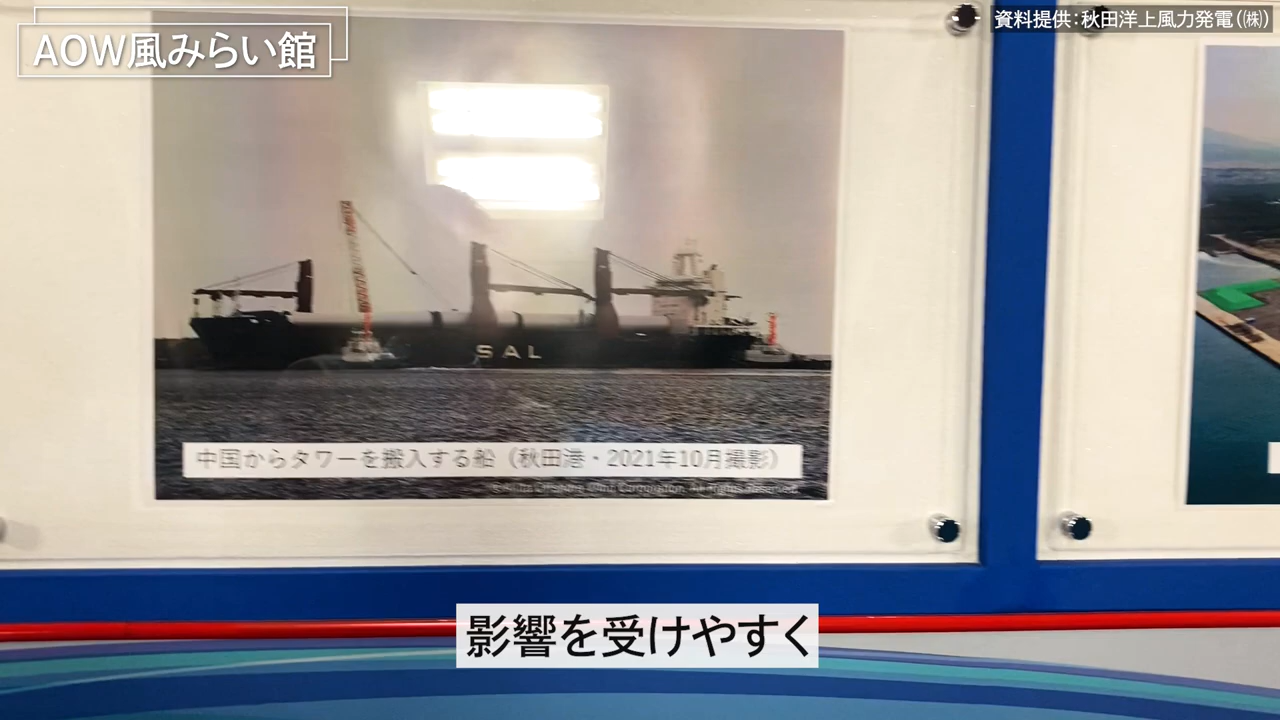 AOW風みらい館
資料提供：秋田洋上風力発電(㈱)
SAL
中国からタワーを搬入する船（秋田港・2021年10月撮影）
影響を受けやすく